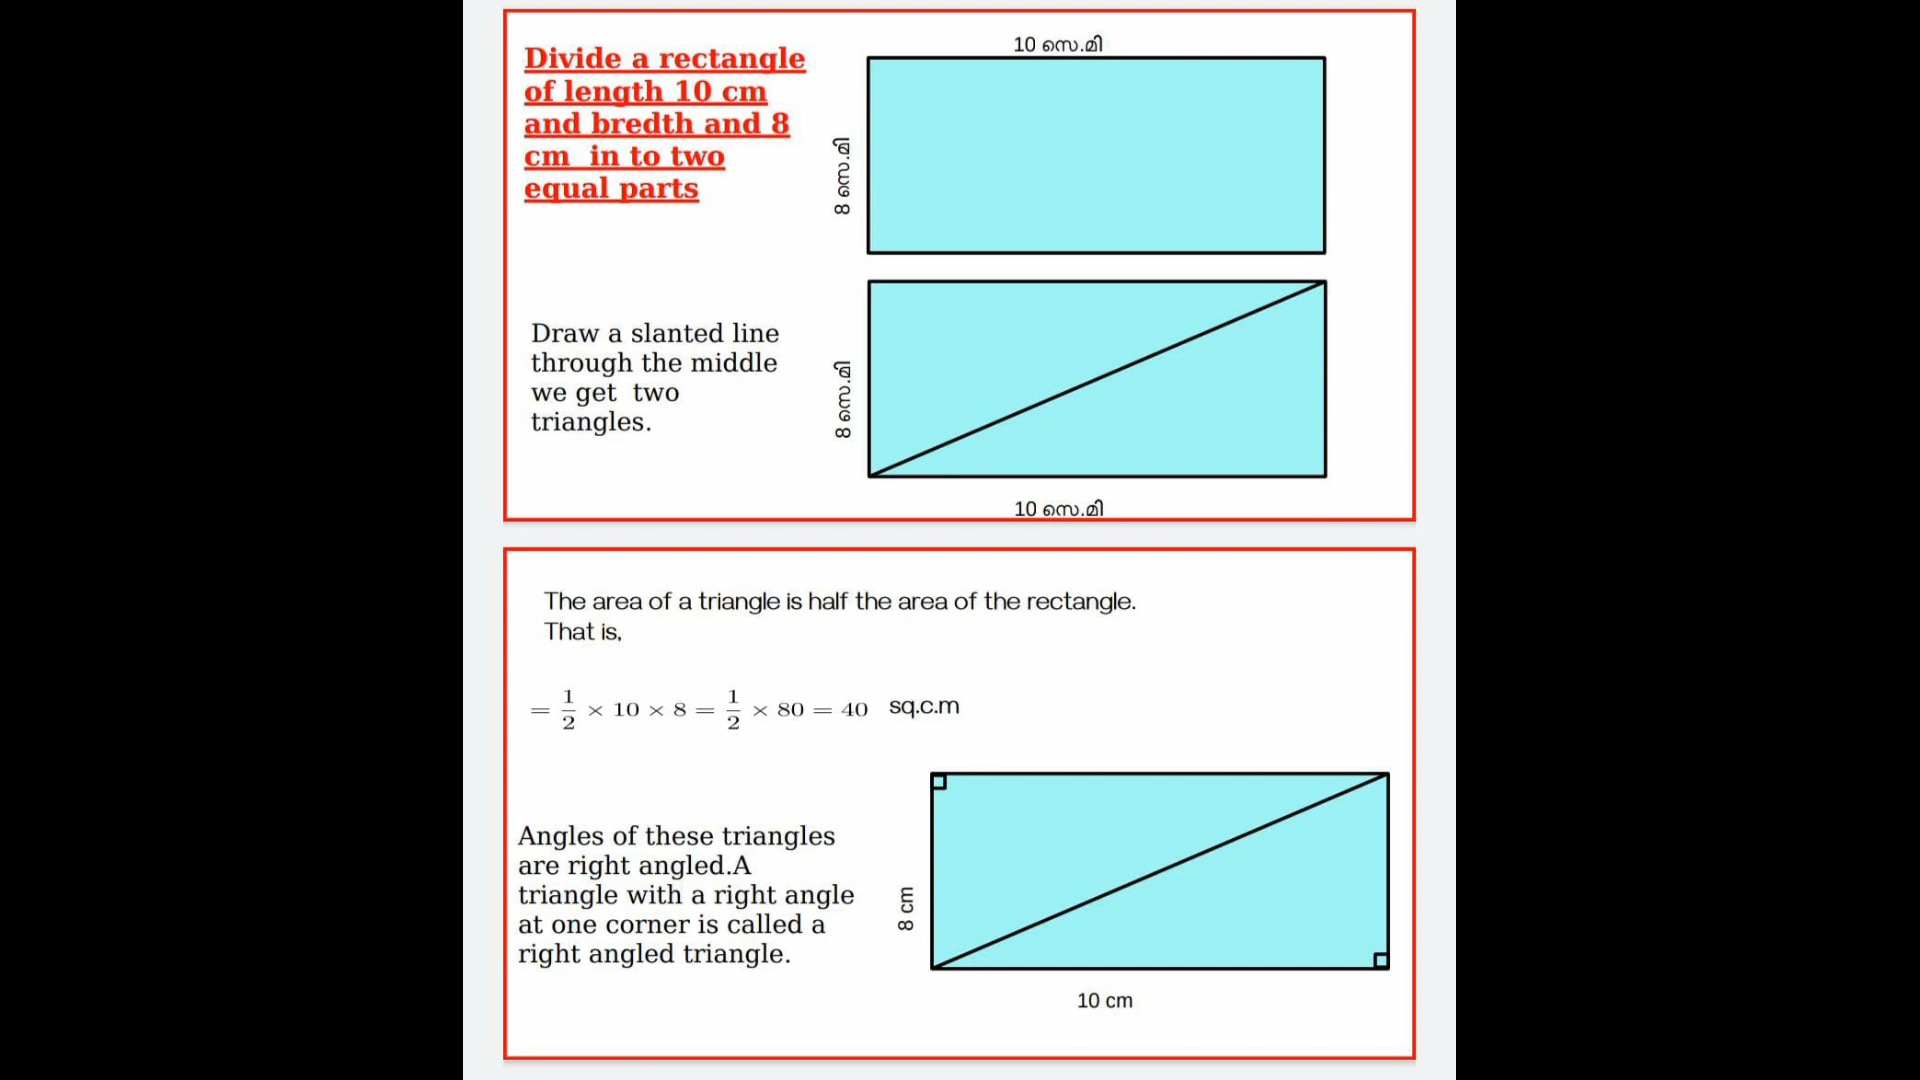 Divide a rectangle
of length 10 cm
and bredth and 8
cm  in to two
equal parts
10 സെ.മി
8 സെ.മി
Draw a slanted line
through the middle
we get  two
triangles.
8 സെ.മി
10 സെ.മി
The area of a triangle is half the area of the rectangle.
That is,
= 1/2 × 10 × 8 = 1/2 × 80 = 40 sq.c.m
Angles of these triangles
are right angled.A
triangle with a right angle
at one corner is called a
right angled triangle.
8 cm
10 cm